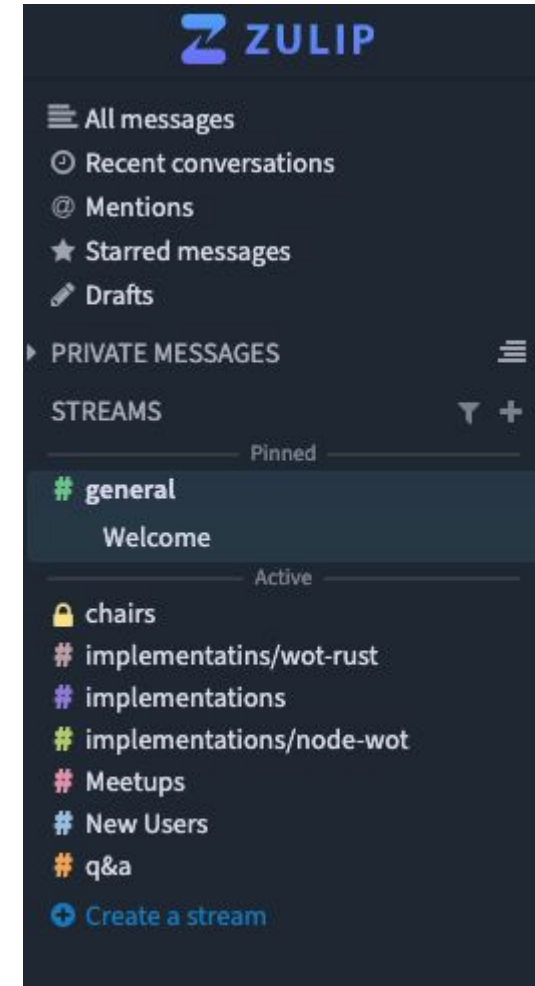 ZULIP
All messages
Recent conversations
@ Mentions
Starred messages
Drafts
PRIVATE MESSAGES
STREAMS
Pinned
# general
Welcome
Active
chairs
# implementatins/wot-rust
# implementations
# implementations/node-wot
# Meetups
# New Users
# q&a
Create a stream